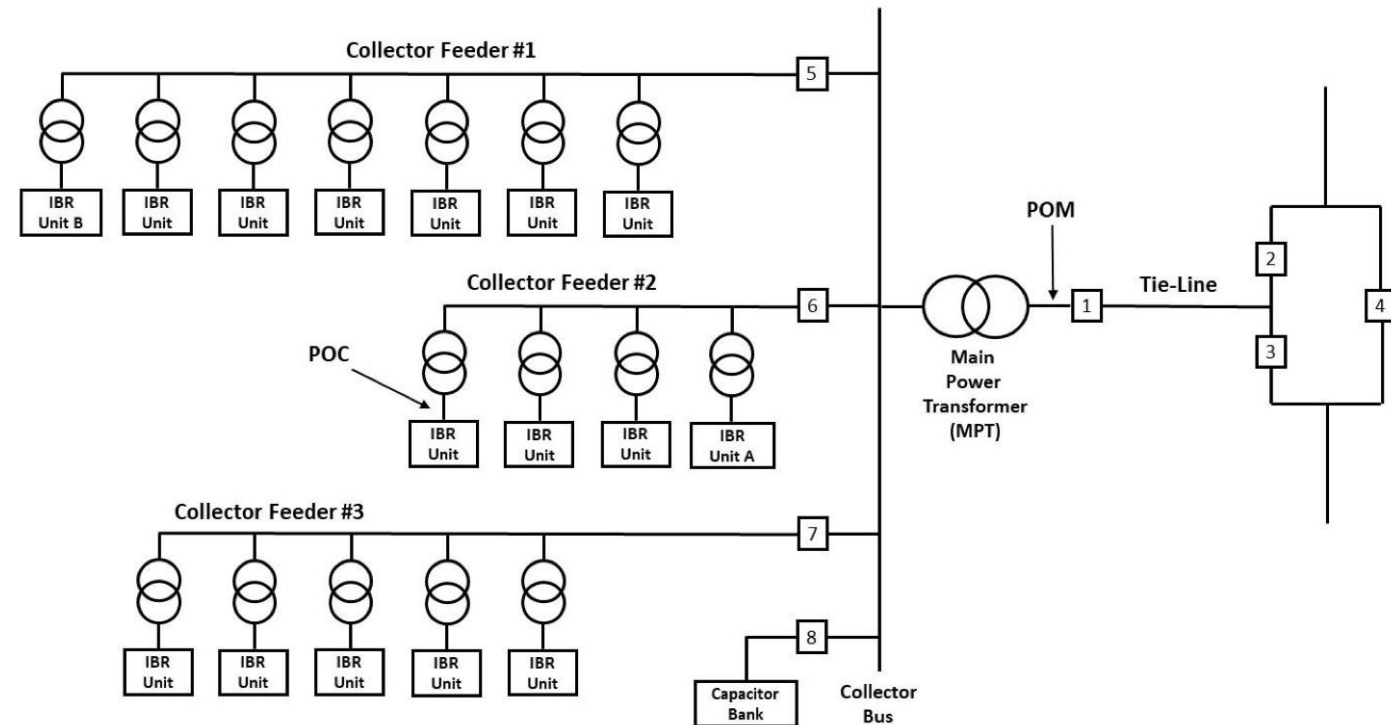 Collector Feeder #1
5
IBR
Unit B
IBR
Unit
IBR
Unit
IBR
Unit
IBR
Unit
IBR
Unit
IBR
Unit
POM
Collector Feeder #2
6
1
Tie-Line
2
4
3
POC
Main
Power
Transformer
(MPT)
IBR
Unit
IBR
Unit
IBR
Unit
IBR
Unit A
Collector Feeder #3
7
IBR
Unit
IBR
Unit
IBR
Unit
IBR
Unit
IBR
Unit
8
Capacitor
Bank
Collector
Bus